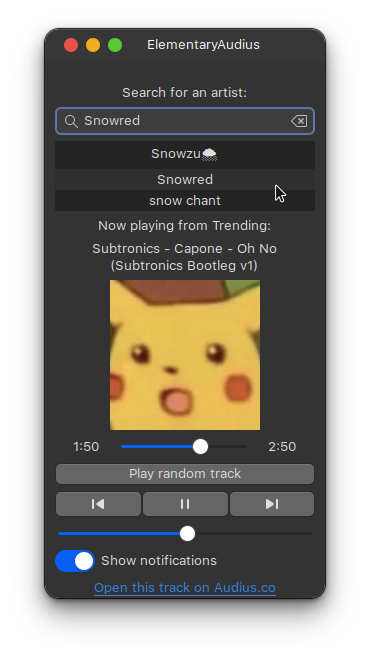 ElementaryAudius
Search for an artist:
Snowred
Snowzu🌧
Snowred
snow chant
Now playing from Trending:
Subtronics - Capone - Oh No
(Subtronics Bootleg v1)
1:50 2:50
Play random track
Show notifications
Open this track on Audius.co